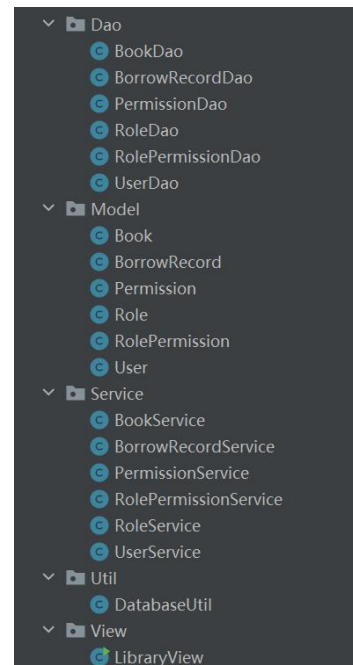 Dao
BookDao
BorrowRecordDao
PermissionDao
RoleDao
RolePermissionDao
UserDao
Model
Book
BorrowRecord
Permission
Role
RolePermission
User
Service
BookService
BorrowRecordService
PermissionService
RolePermissionService
RoleService
UserService
Util
DatabaseUtil
View
LibraryView